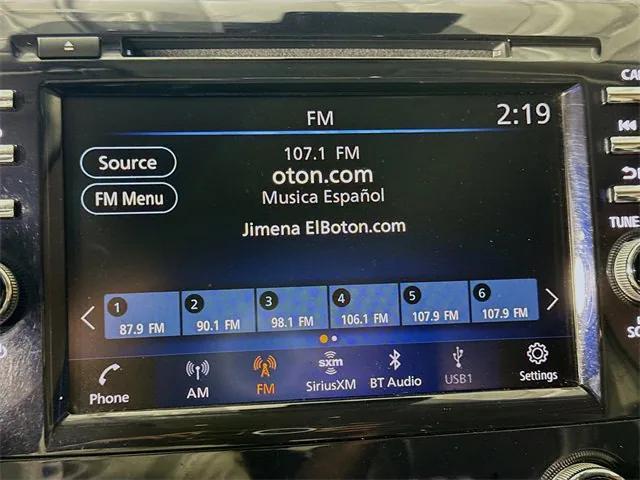 FM
2:19
Source
107.1 FM
oton.com
FM Menu
Musica Español
Jimena ElBoton.com
1 2 3 4 5 6
87.9 FM 90.1 FM 98.1 FM 106.1 FM 107.9 FM 107.9 FM
Phone AM FM sxm SiriusXM BT Audio USB1 Settings
TUNE